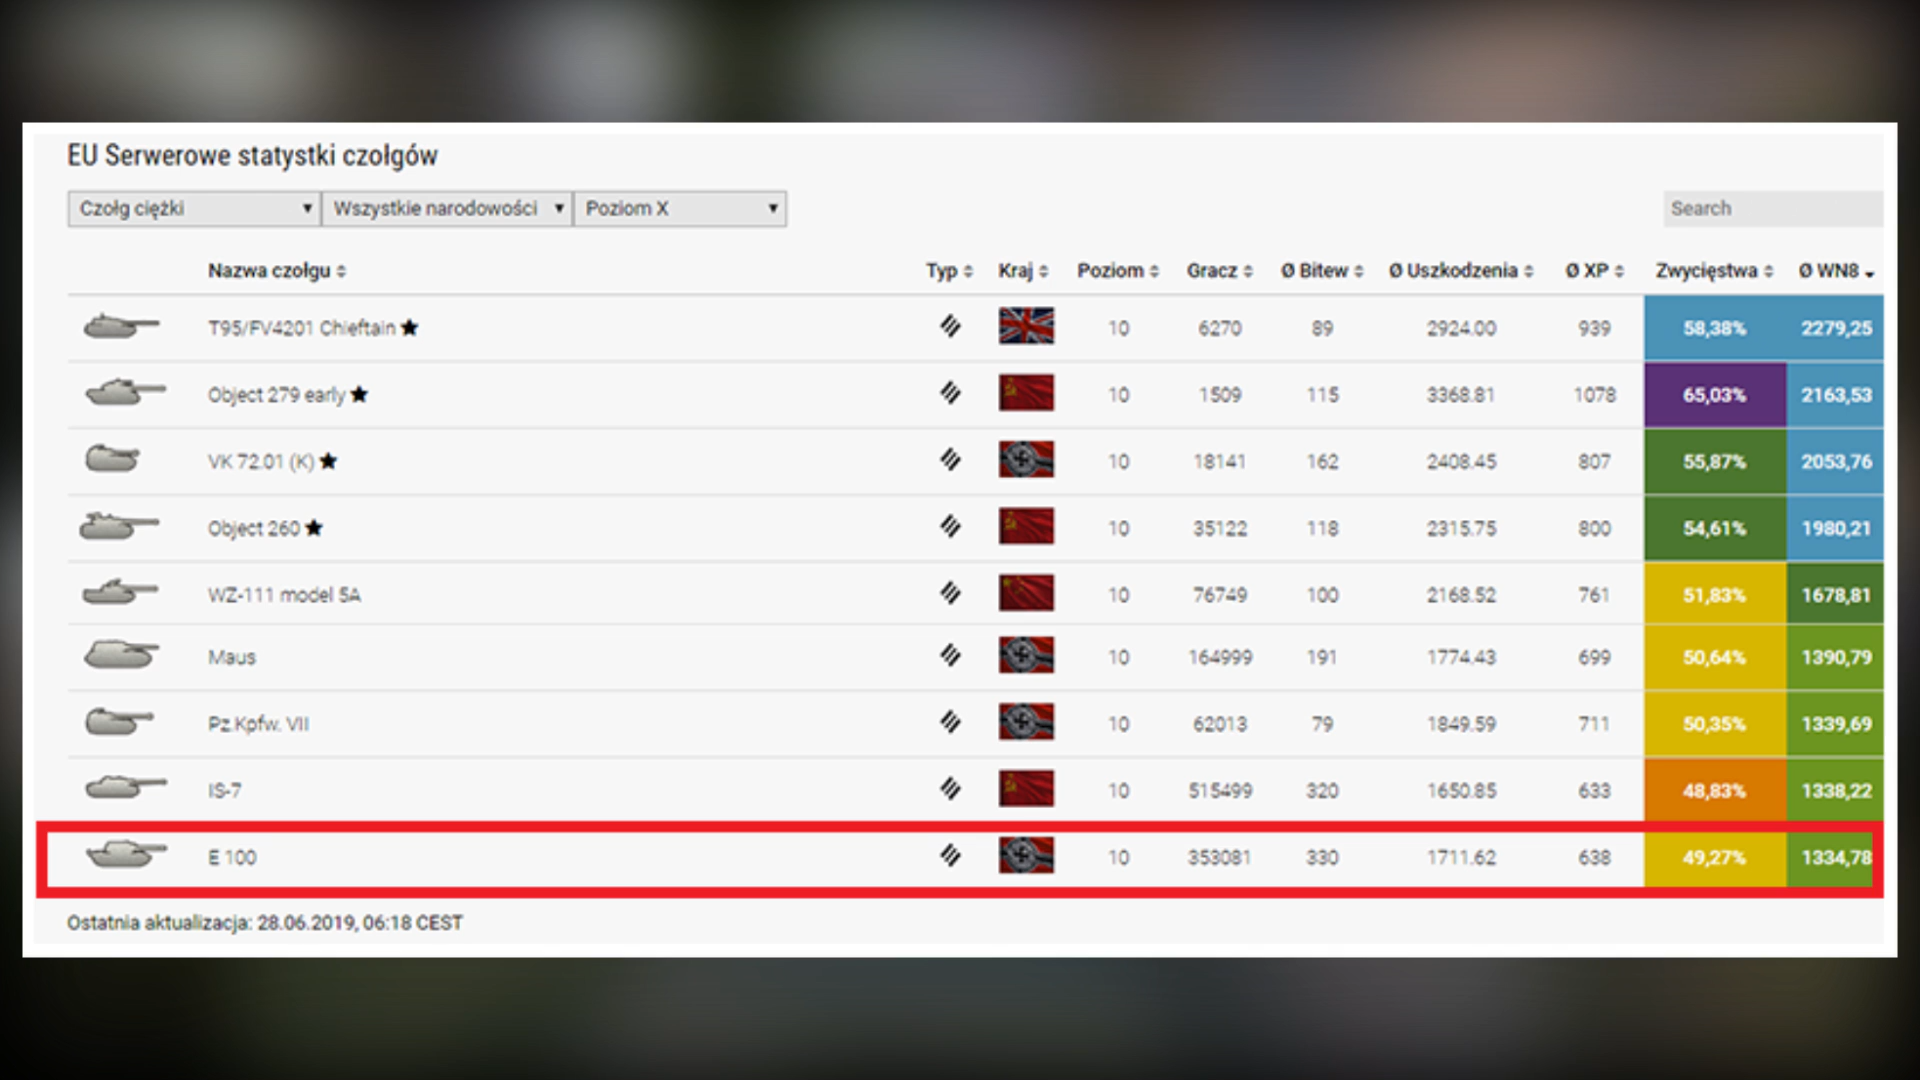 EU Serwerowe statystki czołgów
Czołg ciężki ▾ Wszystkie narodowości ▾ Poziom X ▾ Search
Nazwa czołgu Typ Kraj Poziom Gracz Ø Bitew Ø Uszkodzenia Ø XP Zwycięstwa Ø WN8
T95/FV4201 Chieftain ★ 10 6270 89 2924.00 939 58,38% 2279,25
Object 279 early ★ 10 1509 115 3368.81 1078 65,03% 2163,53
VK 72.01 (K) ★ 10 18141 162 2408.45 807 55,87% 2053,76
Object 260 ★ 10 35122 118 2315.75 800 54,61% 1980,21
WZ-111 model 5A 10 76749 100 2168.52 761 51,83% 1678,81
Maus 10 164999 191 1774.43 699 50,64% 1390,79
Pz.Kpfw. VII 10 62013 79 1849.59 711 50,35% 1339,69
IS-7 10 515499 320 1650.85 633 48,83% 1338,22
E 100 10 353081 330 1711.62 638 49,27% 1334,78
Ostatnia aktualizacja: 28.06.2019, 06:18 CEST